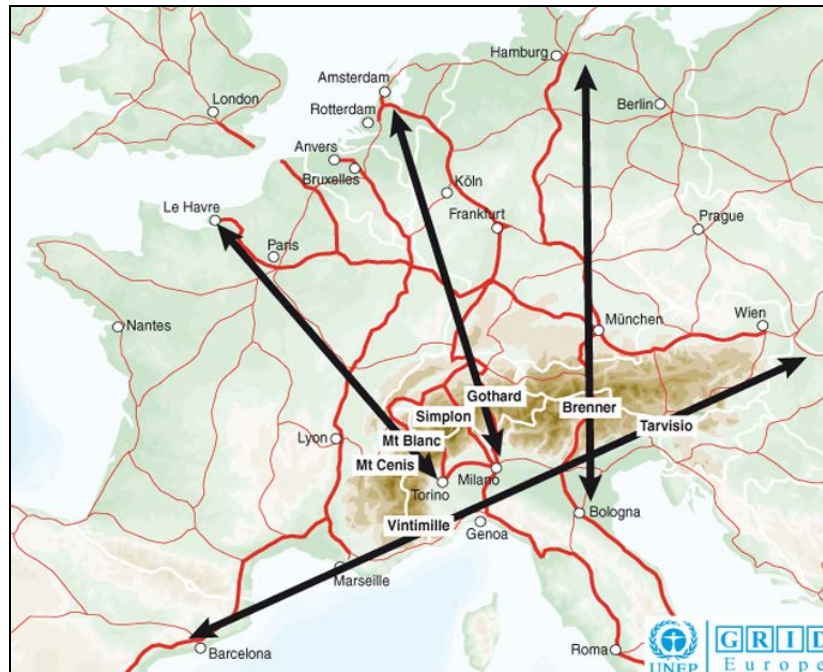 Hamburg
Amsterdam
London
Berlin
Rotterdam
Anvers
Bruxelles
Köln
Le Havre
Frankfurt
Prague
Paris
Nantes
München
Wien
Gothard
Simplon
Brenner
Tarvisio
Lyon
Mt Blanc
Mt Cenis
Torino
Milano
Vintimille
Genoa
Bologna
Marseille
Barcelona
Roma
UNEP
GRID
Europe